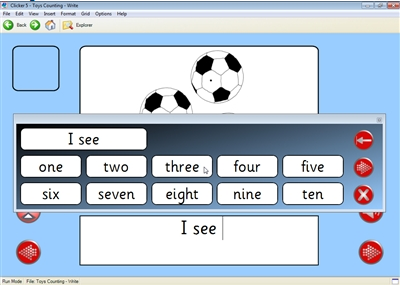 Clicker 5 - Toys Counting - Write
File Edit View Insert Format Grid Options Help
Back Explorer
I see
one two three four five
six seven eight nine ten
I see
Run Mode File: Toys Counting - Write